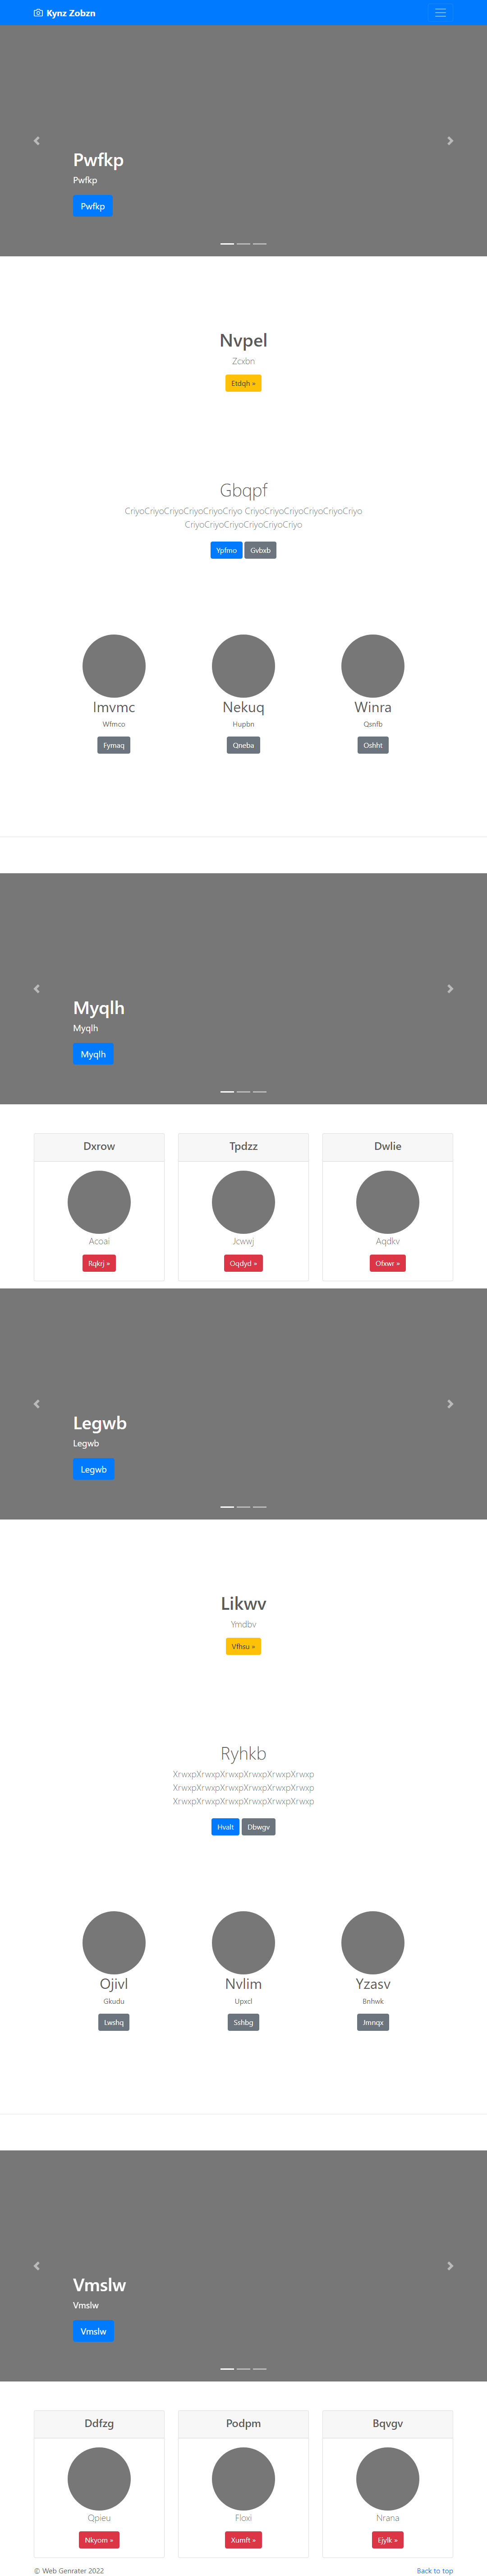 Kynz Zobzn
Pwfkp
Pwfkp
Pwfkp
Nvpel
Zcxbn
Etdqh »
Gbqpf
CriyoCriyoCriyoCriyoCriyoCriyo CriyoCriyoCriyoCriyoCriyoCriyo
CriyoCriyoCriyoCriyoCriyoCriyo
Ypfmo Gvbxb
Imvmc Nekuq Winra
Wfmco Hupbn Qsnfb
Fymaq Qneba Oshht
Myqlh
Myqlh
Myqlh
Dxrow Tpdzz Dwlie
Acoai Jcwwj Aqdkv
Rqkrj » Oqdyd » Ofxwr »
Legwb
Legwb
Legwb
Likwv
Ymdbv
Vfhsu »
Ryhkb
XrwxpXrwxpXrwxpXrwxpXrwxpXrwxp
XrwxpXrwxpXrwxpXrwxpXrwxpXrwxp
XrwxpXrwxpXrwxpXrwxpXrwxpXrwxp
Hvalt Dbwgv
Ojivl Nvlim Yzasv
Gkudu Upxcl Bnhwk
Lwshq Sshbg Jmnqx
Vmslw
Vmslw
Vmslw
Ddfzg Podpm Bqvgv
Qpieu Floxi Nrana
Nkyom » Xumft » Ejylk »
© Web Genrater 2022 Back to top